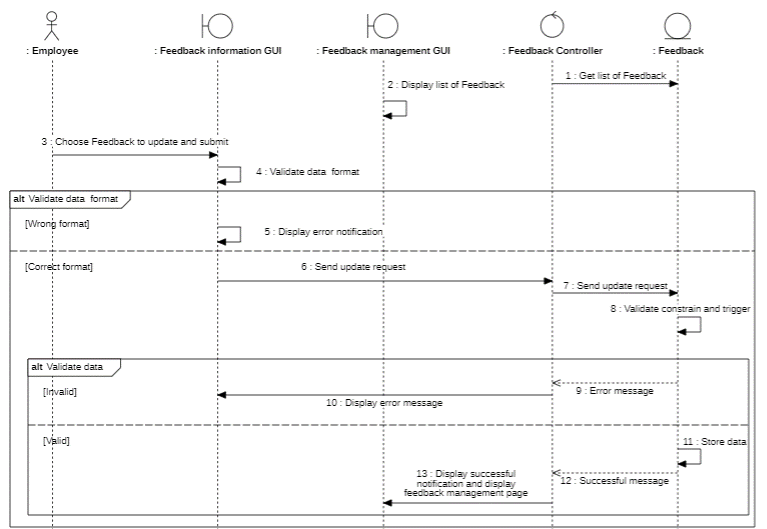 : Employee
: Feedback information GUI
: Feedback management GUI
: Feedback Controller
: Feedback
1 : Get list of Feedback
2 : Display list of Feedback
3 : Choose Feedback to update and submit
4 : Validate data format
alt Validate data format
[Wrong format]
5 : Display error notification
[Correct format]
6 : Send update request
7 : Send update request
8 : Validate constrain and trigger
alt Validate data
[Invalid]
9 : Error message
10 : Display error message
[Valid]
11 : Store data
12 : Successful message
13 : Display successful
notification and display
feedback management page